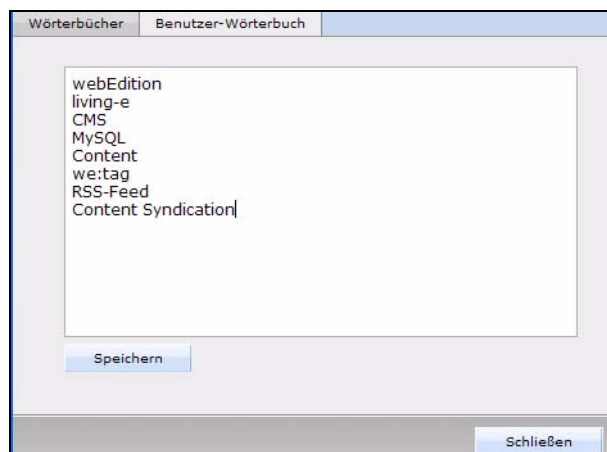 Wörterbücher Benutzer-Wörterbuch
webEdition
living-e
CMS
MySQL
Content
we:tag
RSS-Feed
Content Syndication
Speichern
Schließen